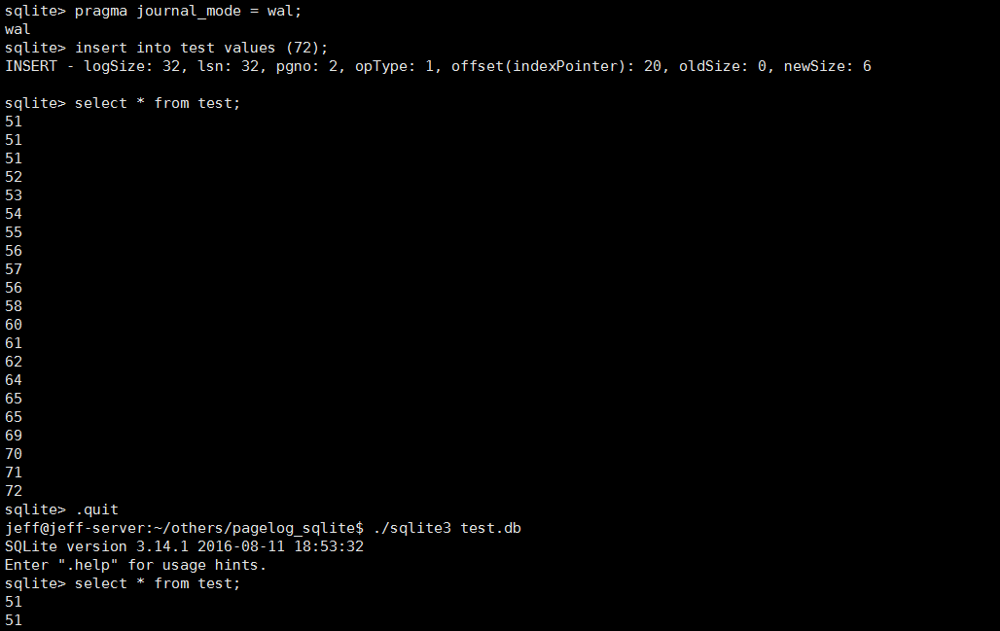 sqlite> pragma journal_mode = wal;
wal
sqlite> insert into test values (72);
INSERT - logSize: 32, lsn: 32, pgno: 2, opType: 1, offset(indexPointer): 20, oldSize: 0, newSize: 6
sqlite> select * from test;
51
51
51
52
53
54
55
56
57
56
58
60
61
62
64
65
65
69
70
71
72
sqlite> .quit
jeff@jeff-server:~/others/pagelog_sqlite$ ./sqlite3 test.db
SQLite version 3.14.1 2016-08-11 18:53:32
Enter ".help" for usage hints.
sqlite> select * from test;
51
51